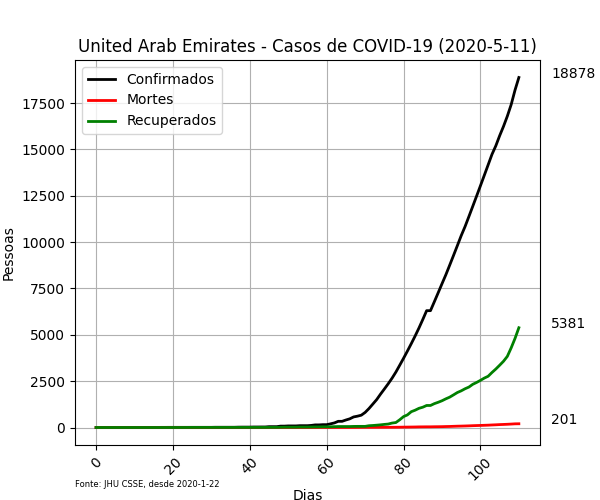 United Arab Emirates - Casos de COVID-19 (2020-5-11)
Confirmados
Mortes
Recuperados
18878
17500
15000
12500
10000
7500
5000
2500
0
5381
201
Pessoas
0
20
40
60
80
100
Fonte: JHU CSSE, desde 2020-1-22
Dias